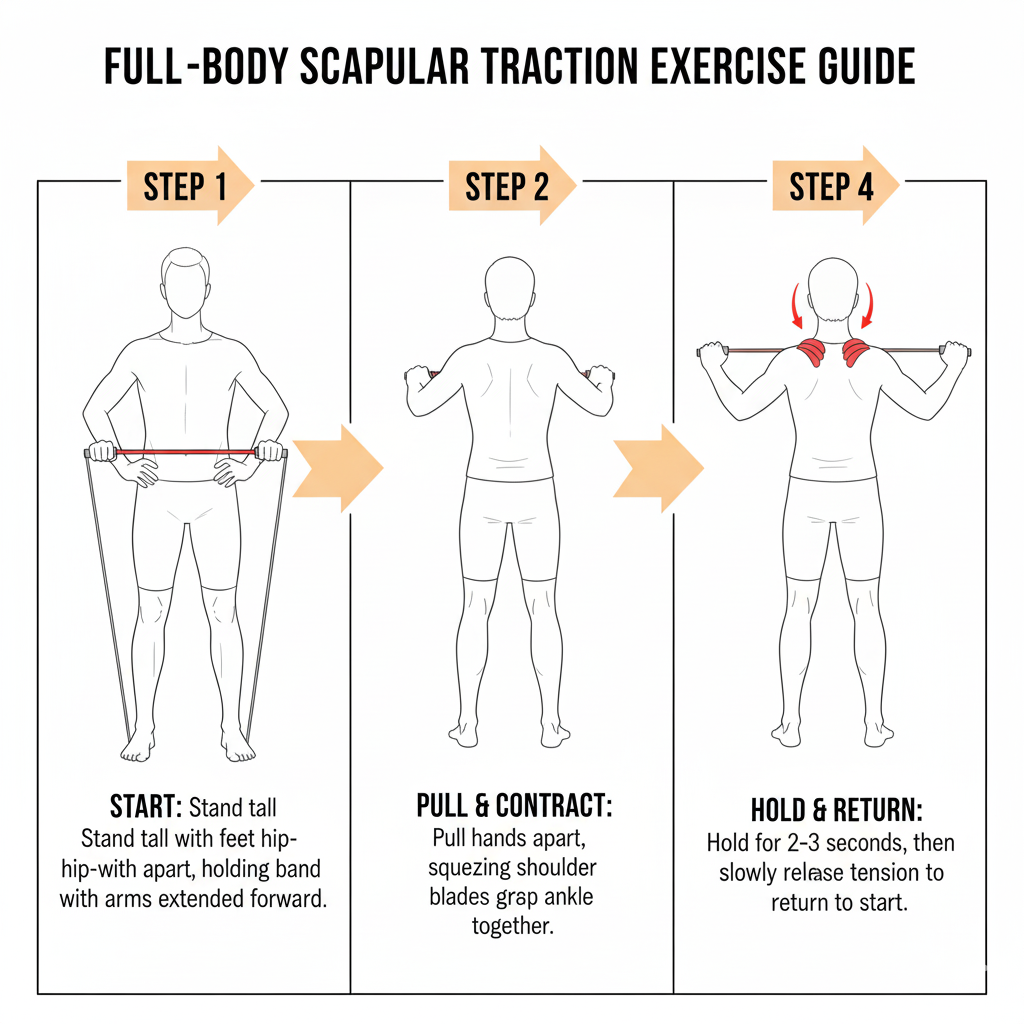 FULL-BODY SCAPULAR TRACTION EXERCISE GUIDE
STEP 1
STEP 2
STEP 4
START: Stand tall
Stand tall with feet hip-
hip-with apart, holding band
with arms extended forward.
PULL & CONTRACT:
Pull hands apart,
squezing shoulder
blades grap ankle
together.
HOLD & RETURN:
Hold for 2-3 seconds, then
slowly release tension to
return to start.